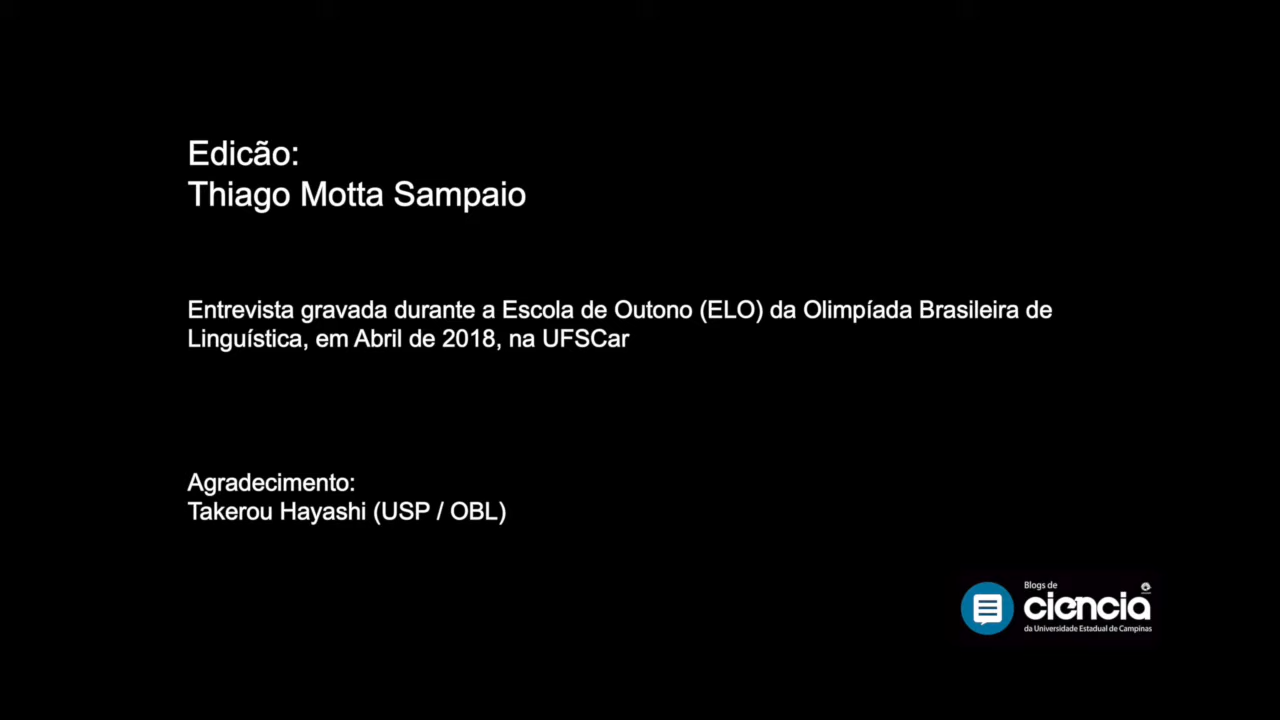 Edicão:
Thiago Motta Sampaio
Entrevista gravada durante a Escola de Outono (ELO) da Olimpíada Brasileira de
Linguística, em Abril de 2018, na UFSCar
Agradecimento:
Takerou Hayashi (USP / OBL)
Blogs de
ciencia
da Universidade Estadual de Campinas